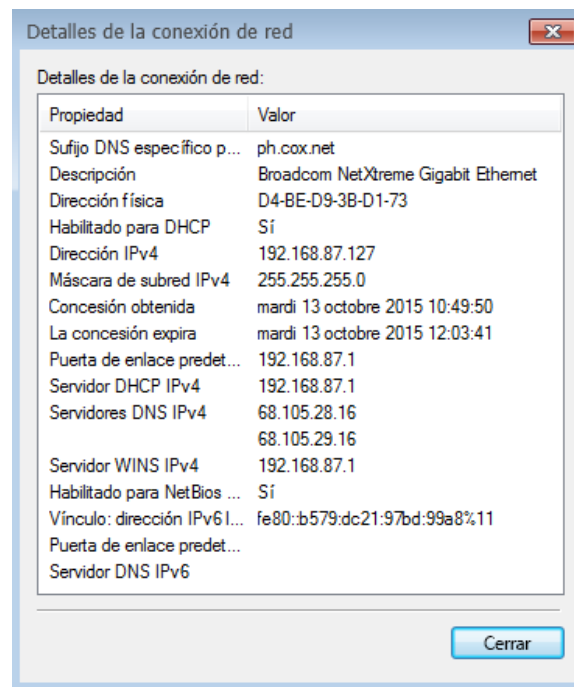 Detalles de la conexión de red
Detalles de la conexión de red:
Propiedad Valor
Sufijo DNS específico p... ph.cox.net
Descripción Broadcom NetXtreme Gigabit Ethernet
Dirección física D4-BE-D9-3B-D1-73
Habilitado para DHCP Sí
Dirección IPv4 192.168.87.127
Máscara de subred IPv4 255.255.255.0
Concesión obtenida mardi 13 octobre 2015 10:49:50
La concesión expira mardi 13 octobre 2015 12:03:41
Puerta de enlace predet... 192.168.87.1
Servidor DHCP IPv4 192.168.87.1
Servidores DNS IPv4 68.105.28.16
68.105.29.16
Servidor WINS IPv4 192.168.87.1
Habilitado para NetBios ... Sí
Vínculo: dirección IPv6 l... fe80::b579:dc21:97bd:99a8%11
Puerta de enlace predet...
Servidor DNS IPv6
Cerrar